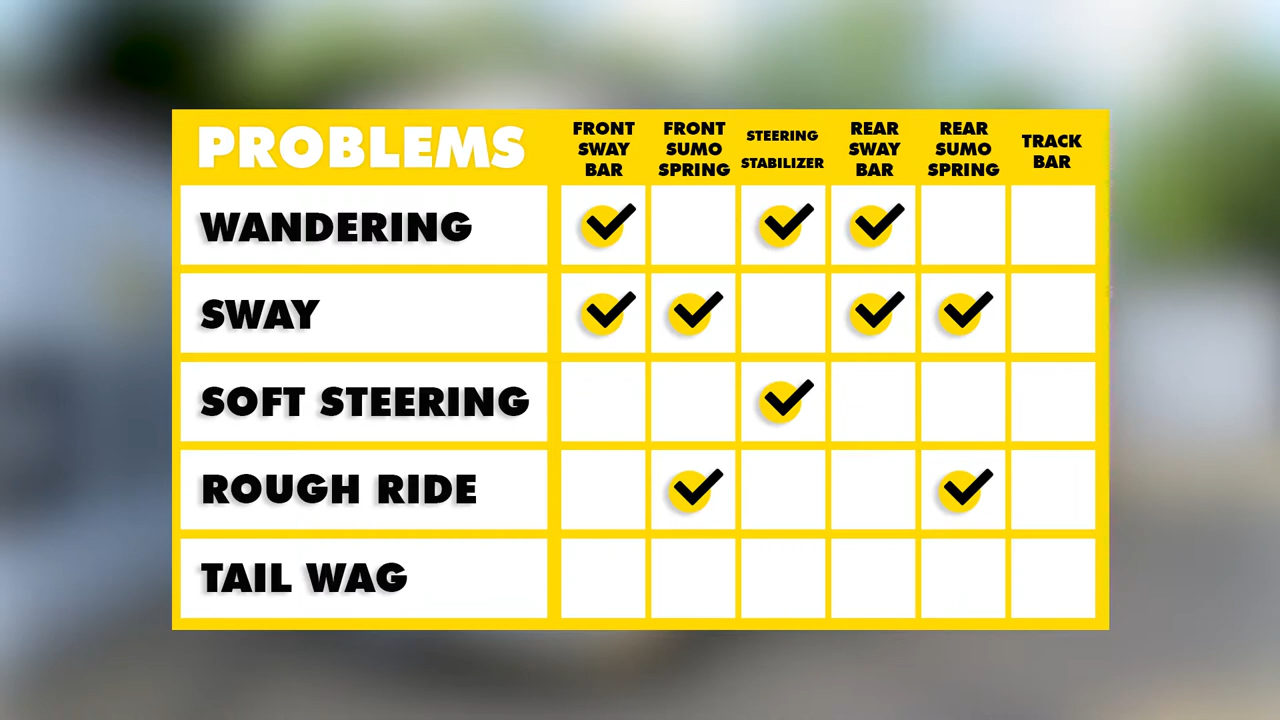 PROBLEMS
FRONT SWAY BAR
FRONT SUMO SPRING
STEERING STABILIZER
REAR SWAY BAR
REAR SUMO SPRING
TRACK BAR
WANDERING
SWAY
SOFT STEERING
ROUGH RIDE
TAIL WAG